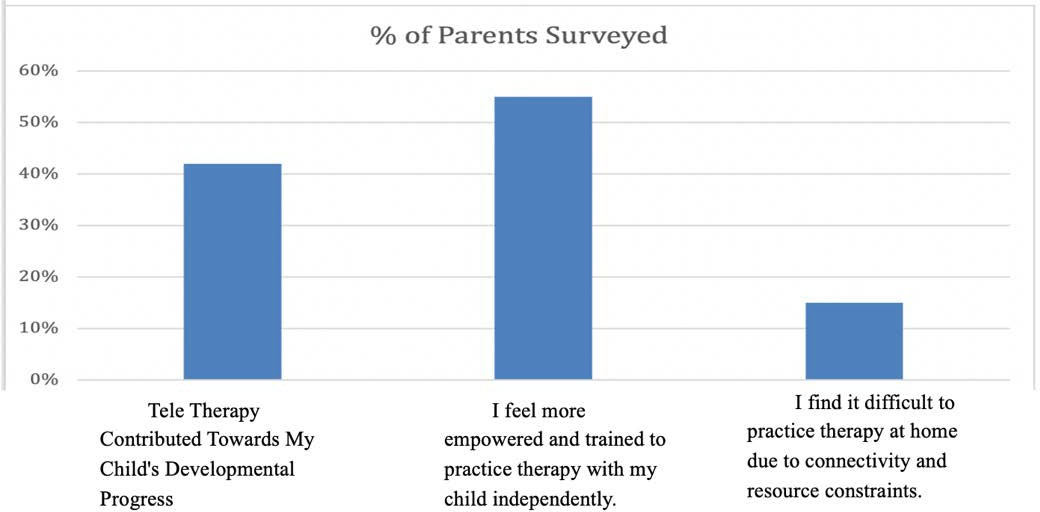 % of Parents Surveyed
60%
50%
40%
30%
20%
10%
0%
Tele Therapy
Contributed Towards My
Child's Developmental
Progress
I feel more
empowered and trained to
practice therapy with my
child independently.
I find it difficult to
practice therapy at home
due to connectivity and
resource constraints.